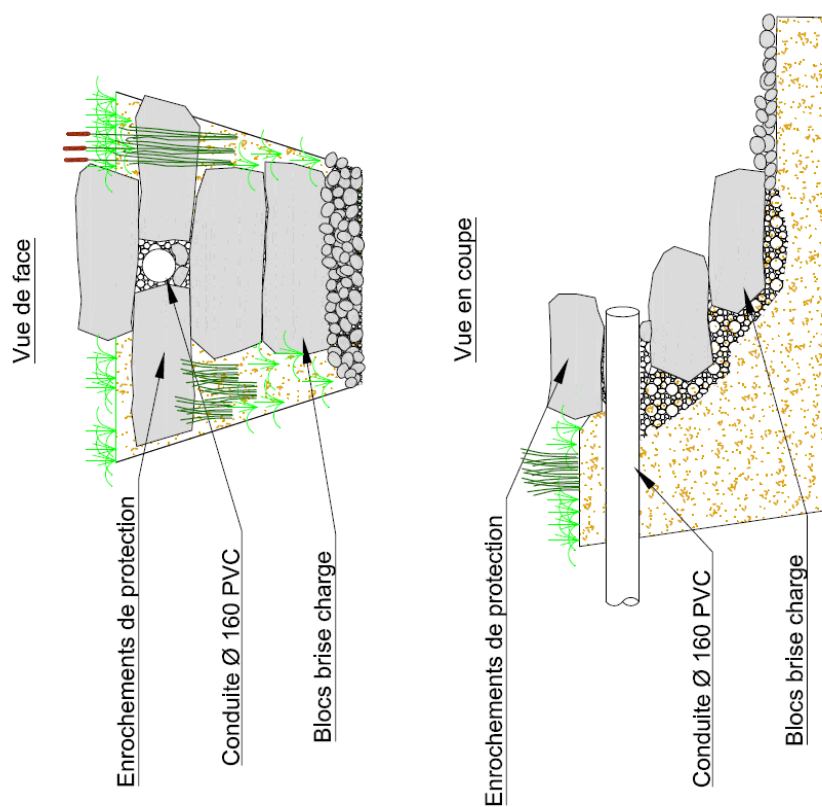 Vue de face
Enrochements de protection
Conduite Ø 160 PVC
Blocs brise charge
Vue en coupe
Enrochements de protection
Conduite Ø 160 PVC
Blocs brise charge